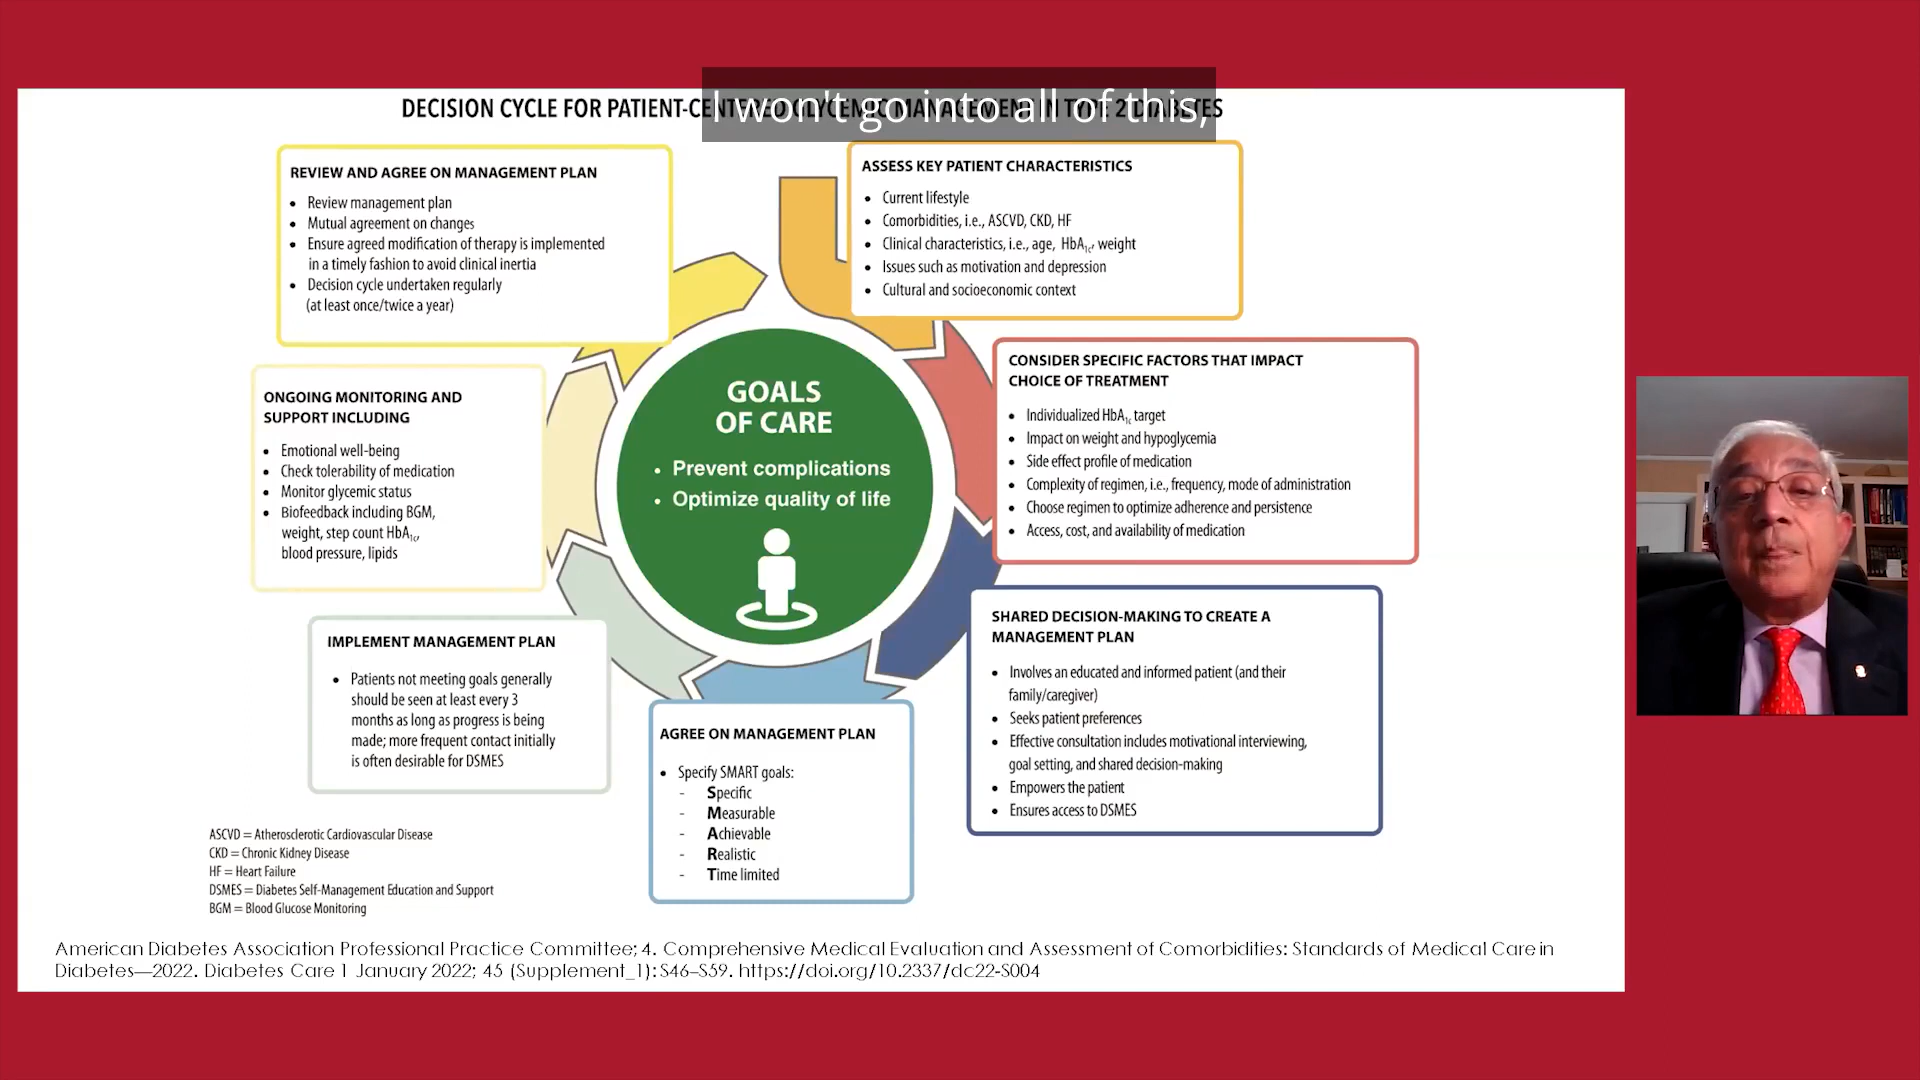 I won't go into all of this,
DECISION CYCLE FOR PATIENT-CENTERED GLYCEMIC MANAGEMENT IN TYPE 2 DIABETES
REVIEW AND AGREE ON MANAGEMENT PLAN
• Review management plan
• Mutual agreement on changes
• Ensure agreed modification of therapy is implemented
in a timely fashion to avoid clinical inertia
• Decision cycle undertaken regularly
(at least once/twice a year)
ASSESS KEY PATIENT CHARACTERISTICS
• Current lifestyle
• Comorbidities, i.e., ASCVD, CKD, HF
• Clinical characteristics, i.e., age, HbA1c, weight
• Issues such as motivation and depression
• Cultural and socioeconomic context
CONSIDER SPECIFIC FACTORS THAT IMPACT
CHOICE OF TREATMENT
• Individualized HbA1c target
• Impact on weight and hypoglycemia
• Side effect profile of medication
• Complexity of regimen, i.e., frequency, mode of administration
• Choose regimen to optimize adherence and persistence
• Access, cost, and availability of medication
GOALS
OF CARE
• Prevent complications
• Optimize quality of life
ONGOING MONITORING AND
SUPPORT INCLUDING
• Emotional well-being
• Check tolerability of medication
• Monitor glycemic status
• Biofeedback including BGM,
weight, step count HbA1c,
blood pressure, lipids
SHARED DECISION-MAKING TO CREATE A
MANAGEMENT PLAN
• Involves an educated and informed patient (and their
family/caregiver)
• Seeks patient preferences
• Effective consultation includes motivational interviewing,
goal setting, and shared decision-making
• Empowers the patient
• Ensures access to DSMES
IMPLEMENT MANAGEMENT PLAN
• Patients not meeting goals generally
should be seen at least every 3
months as long as progress is being
made; more frequent contact initially
is often desirable for DSMES
AGREE ON MANAGEMENT PLAN
• Specify SMART goals:
- Specific
- Measurable
- Achievable
- Realistic
- Time limited
ASCVD = Atherosclerotic Cardiovascular Disease
CKD = Chronic Kidney Disease
HF = Heart Failure
DSMES = Diabetes Self-Management Education and Support
BGM = Blood Glucose Monitoring
American Diabetes Association Professional Practice Committee; 4. Comprehensive Medical Evaluation and Assessment of Comorbidities: Standards of Medical Care in
Diabetes—2022. Diabetes Care 1 January 2022; 45 (Supplement_1): S46–S59. https://doi.org/10.2337/dc22-S004